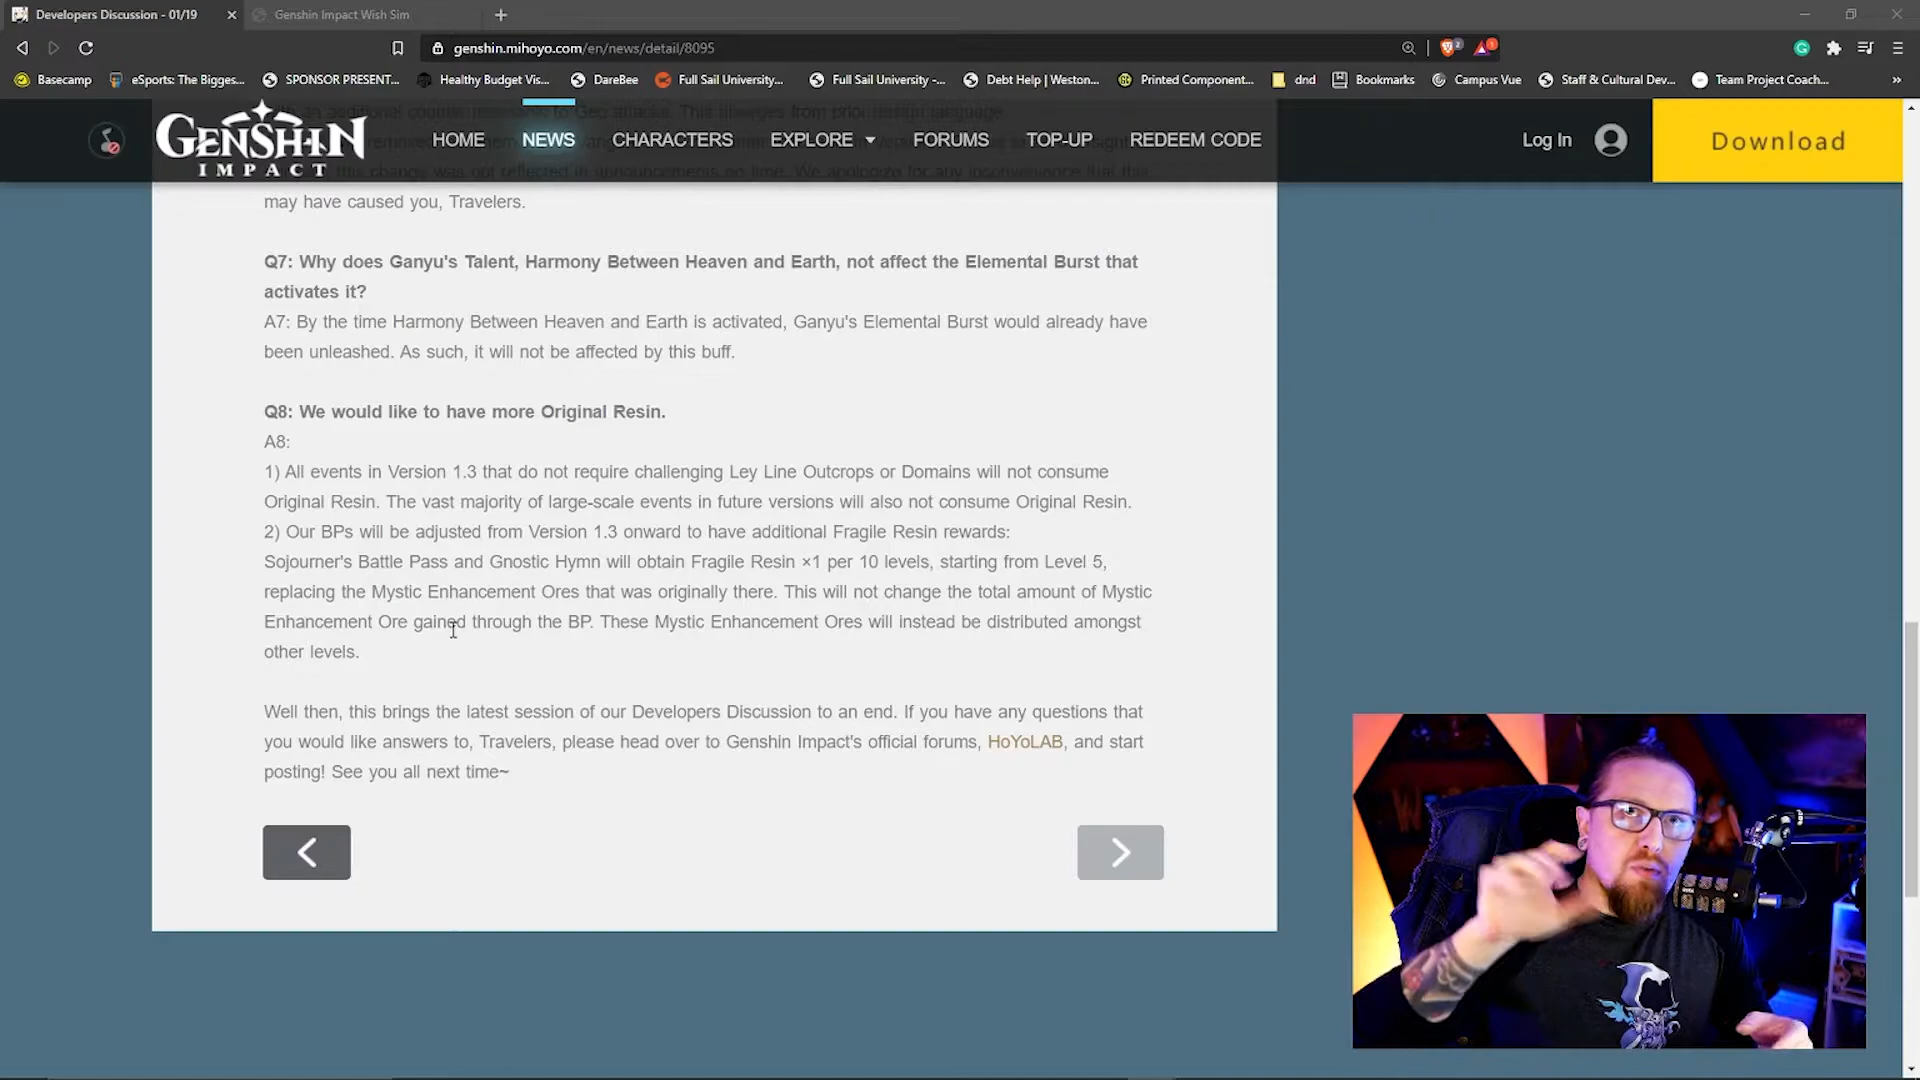 Developers Discussion - 01/19
Genshin Impact Wish Sim
genshin.mihoyo.com/en/news/detail/8095
Basecamp
eSports: The Bigges...
SPONSOR PRESENT...
Healthy Budget Vis...
DareBee
Full Sail University...
Full Sail University -...
Debt Help | Weston...
Printed Component...
dnd
Bookmarks
Campus Vue
Staff & Cultural Dev...
Team Project Coach...
GENSHIN
IMPACT
HOME
NEWS
CHARACTERS
EXPLORE
FORUMS
TOP-UP
REDEEM CODE
Log In
Download
may have caused you, Travelers.
Q7: Why does Ganyu's Talent, Harmony Between Heaven and Earth, not affect the Elemental Burst that
activates it?
A7: By the time Harmony Between Heaven and Earth is activated, Ganyu's Elemental Burst would already have
been unleashed. As such, it will not be affected by this buff.
Q8: We would like to have more Original Resin.
A8:
1) All events in Version 1.3 that do not require challenging Ley Line Outcrops or Domains will not consume
Original Resin. The vast majority of large-scale events in future versions will also not consume Original Resin.
2) Our BPs will be adjusted from Version 1.3 onward to have additional Fragile Resin rewards:
Sojourner's Battle Pass and Gnostic Hymn will obtain Fragile Resin ×1 per 10 levels, starting from Level 5,
replacing the Mystic Enhancement Ores that was originally there. This will not change the total amount of Mystic
Enhancement Ore gained through the BP. These Mystic Enhancement Ores will instead be distributed amongst
other levels.
Well then, this brings the latest session of our Developers Discussion to an end. If you have any questions that
you would like answers to, Travelers, please head over to Genshin Impact's official forums, HoYoLAB, and start
posting! See you all next time~